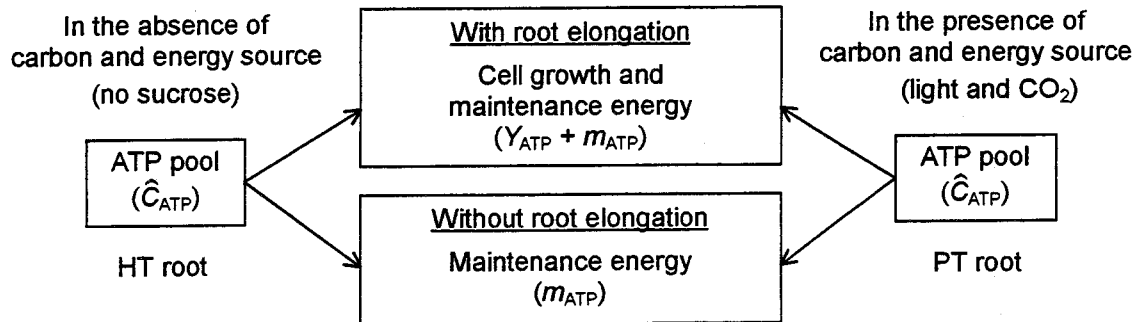 In the absence of
carbon and energy source
(no sucrose)
ATP pool
(Ĉ_ATP)
HT root
With root elongation
Cell growth and
maintenance energy
(Y_ATP + m_ATP)
Without root elongation
Maintenance energy
(m_ATP)
In the presence of
carbon and energy source
(light and CO₂)
ATP pool
(Ĉ_ATP)
PT root